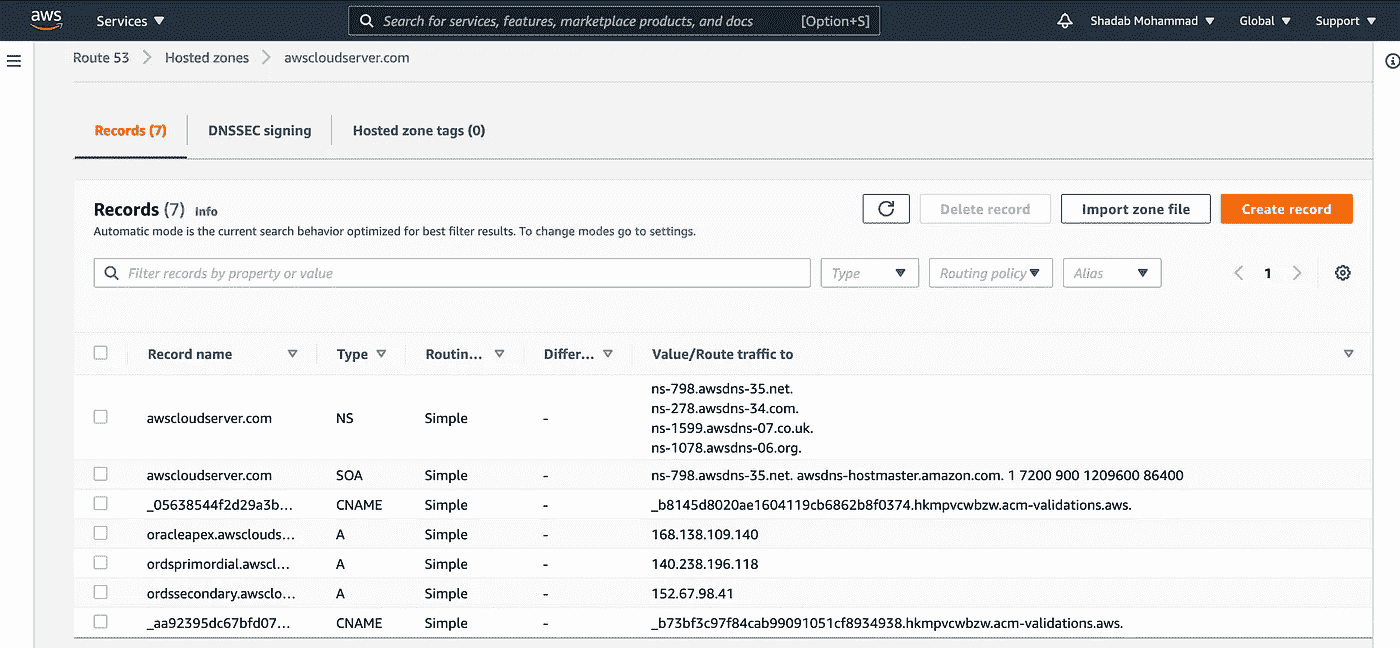 aws Services Search for services, features, marketplace products, and docs [Option+S] Shadab Mohammad Global Support
Route 53 Hosted zones awscloudserver.com
Records (7) DNSSEC signing Hosted zone tags (0)
Records (7) Info Delete record Import zone file Create record
Automatic mode is the current search behavior optimized for best filter results. To change modes go to settings.
Filter records by property or value Type Routing policy Alias 1
Record name Type Routin... Differ... Value/Route traffic to
ns-798.awsdns-35.net.
ns-278.awsdns-34.com.
awscloudserver.com NS Simple -
ns-1599.awsdns-07.co.uk.
ns-1078.awsdns-06.org.
awscloudserver.com SOA Simple - ns-798.awsdns-35.net. awsdns-hostmaster.amazon.com. 1 7200 900 1209600 86400
_05638544f2d29a3b... CNAME Simple - _b8145d8020ae1604119cb6862b8f0374.hkmpvcwbzw.acm-validations.aws.
oracleapex.awsclouds... A Simple - 168.138.109.140
ordsprimordial.awscl... A Simple - 140.238.196.118
ordssecondary.awsclo... A Simple - 152.67.98.41
_aa92395dc67bfd07... CNAME Simple - _b73bf3c97f84cab99091051cf8934938.hkmpvcwbzw.acm-validations.aws.